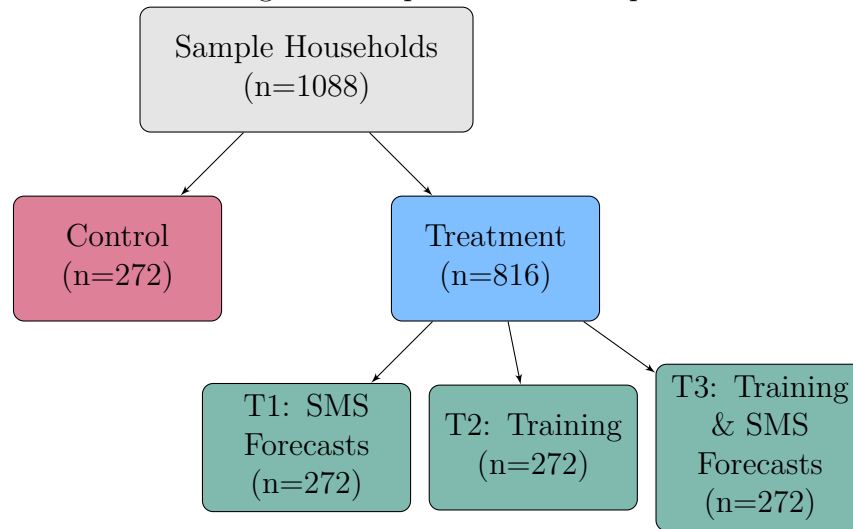 Sample Households
(n=1088)
Control
(n=272)
Treatment
(n=816)
T1: SMS
Forecasts
(n=272)
T2: Training
(n=272)
T3: Training
& SMS
Forecasts
(n=272)